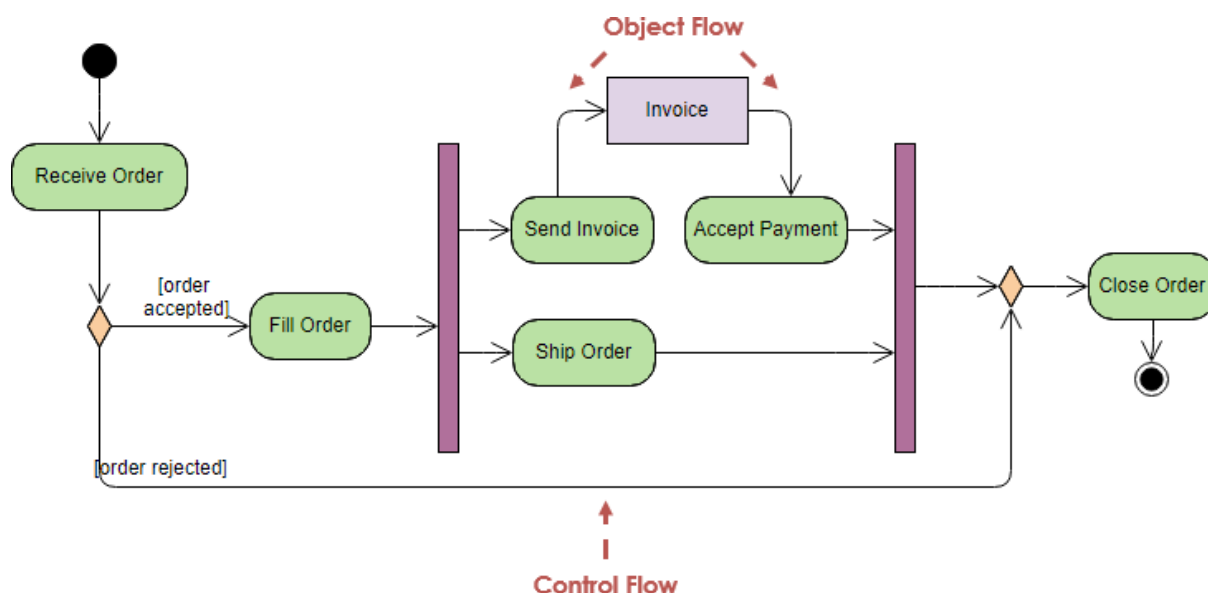 Object Flow
Invoice
Receive Order
Send Invoice
Accept Payment
[order
accepted]
Fill Order
Ship Order
Close Order
[order rejected]
Control Flow